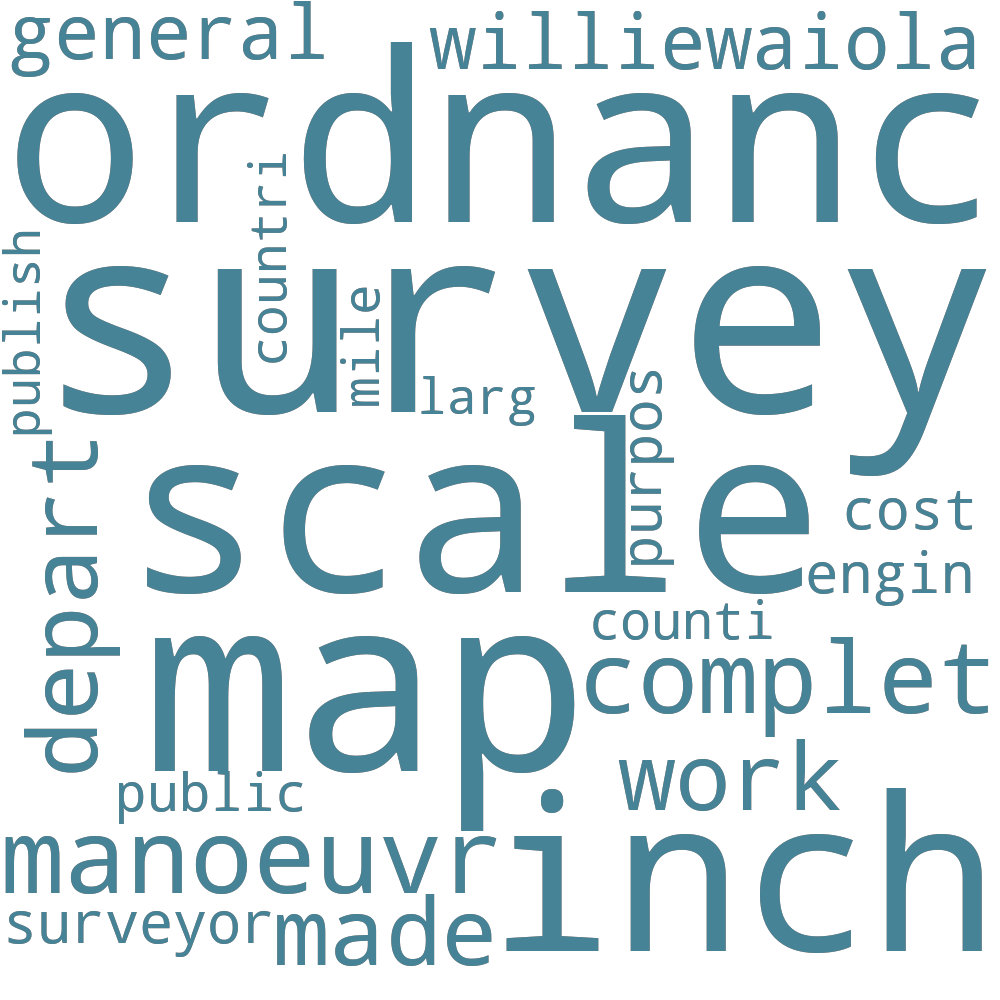 general
williewaiola
ordnanc
countri
publish
survey
mile
larg
purpos
scale
depart
cost
engin
counti
map
complet
public
work
manoeuvr
inch
surveyor
made